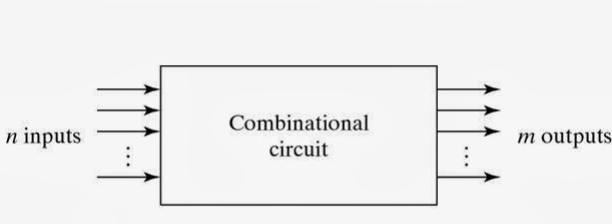 n inputs
Combinational
circuit
m outputs